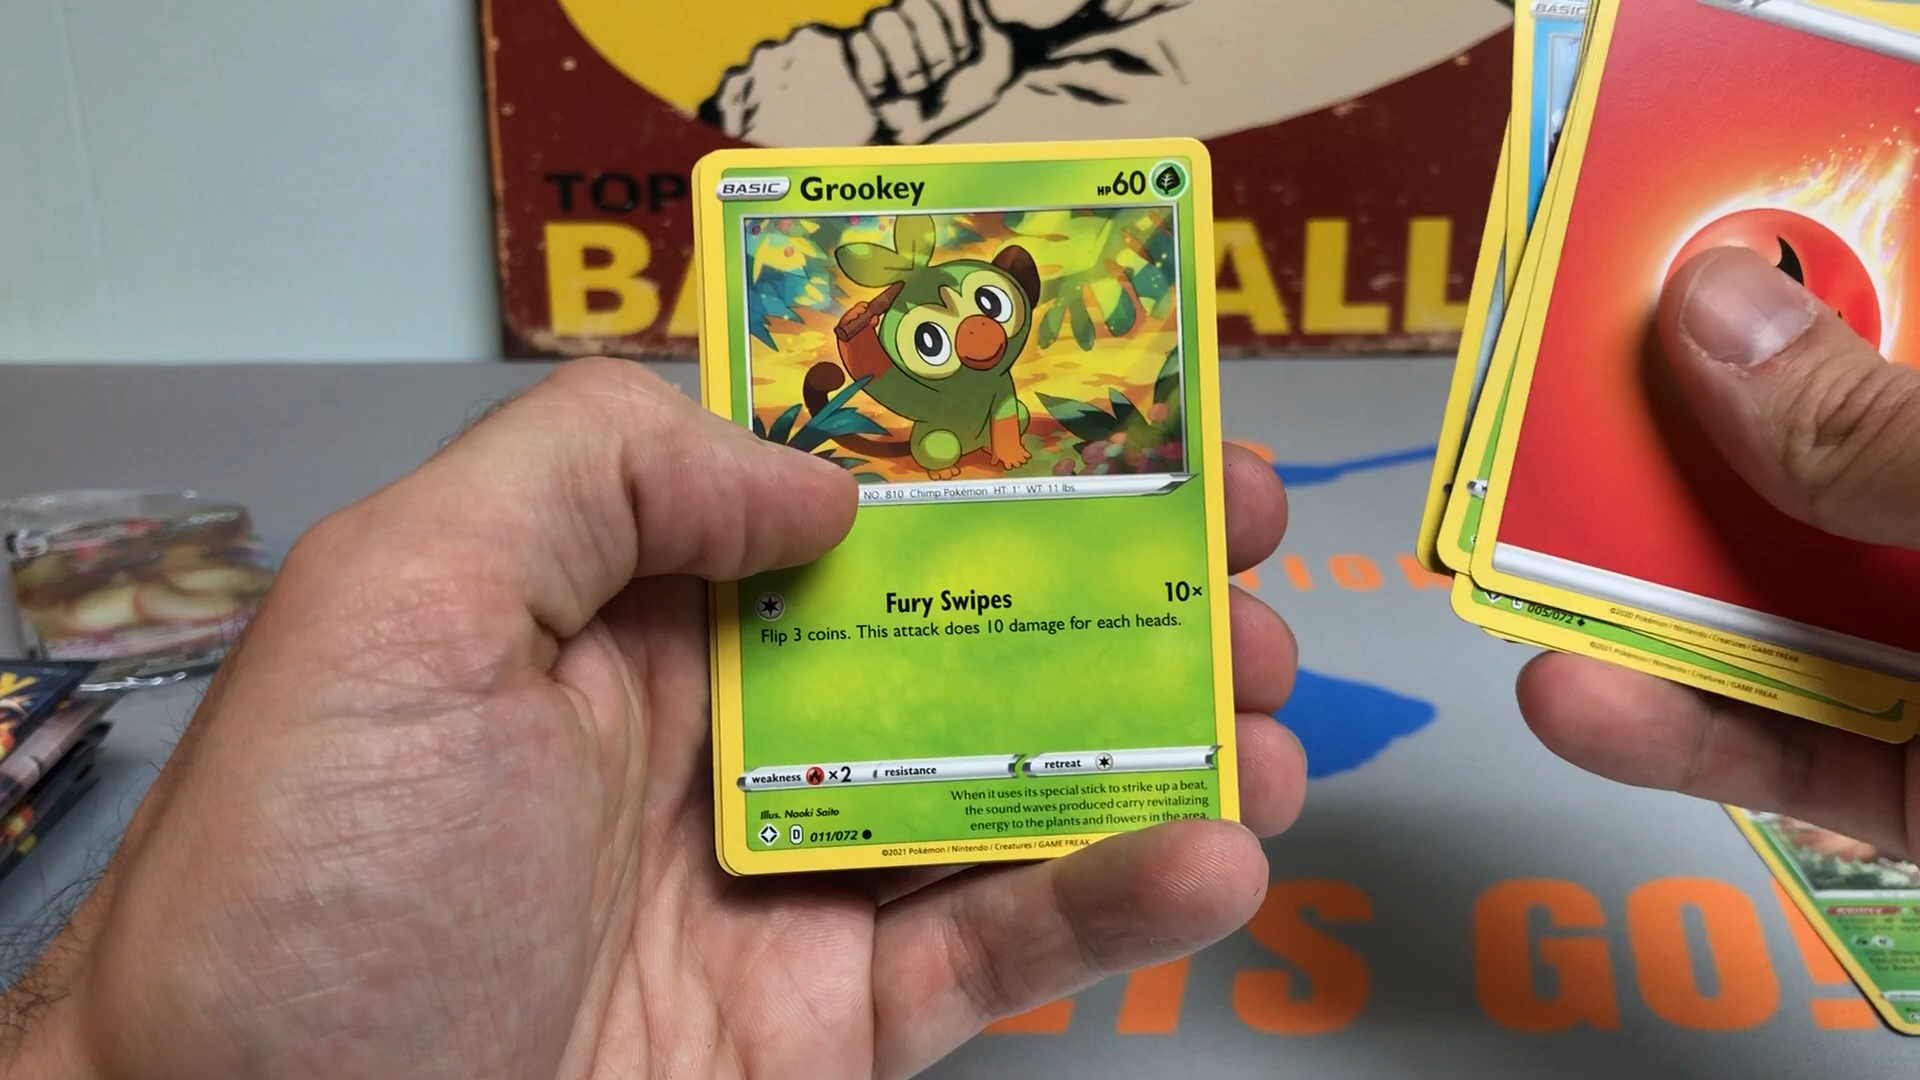 TOP
BA ALL
BASIC
BASIC Grookey HP60
NO. 810 Chimp Pokémon HT: 1' WT: 11 lbs.
Fury Swipes 10×
Flip 3 coins. This attack does 10 damage for each heads.
weakness ×2 resistance retreat
When it uses its special stick to strike up a beat,
the sound waves produced carry revitalizing
energy to the plants and flowers in the area.
Illus. Naoki Saito
D 011/072
©2021 Pokémon / Nintendo / Creatures / GAME FREAK
©2020 Pokémon / Nintendo / Creatures / GAME FREAK
005/072
©2021 Pokémon / Nintendo / Creatures / GAME FREAK
TION
ETS GO!